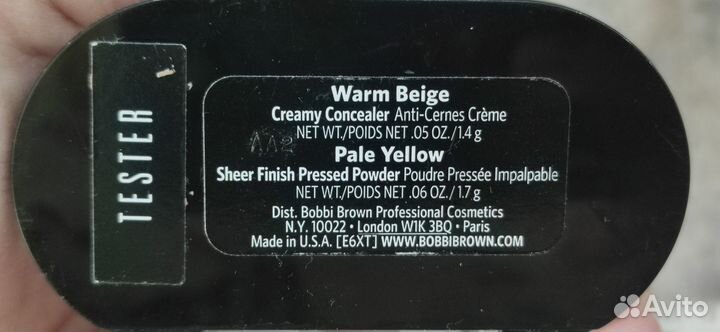 TESTER
Warm Beige
Creamy Concealer Anti-Cernes Crème
NET WT./POIDS NET .05 OZ./1.4 g
AA2
Pale Yellow
Sheer Finish Pressed Powder Poudre Pressée Impalpable
NET WT./POIDS NET .06 OZ./1.7 g
Dist. Bobbi Brown Professional Cosmetics
N.Y. 10022 • London W1K 3BQ • Paris
Made in U.S.A. [E6XT] WWW.BOBBIBROWN.COM
Avito